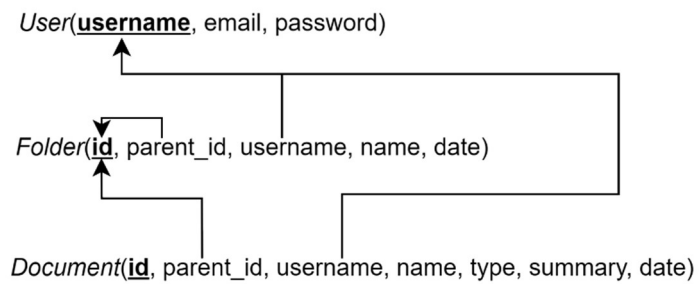 User(username, email, password)
Folder(id, parent_id, username, name, date)
Document(id, parent_id, username, name, type, summary, date)